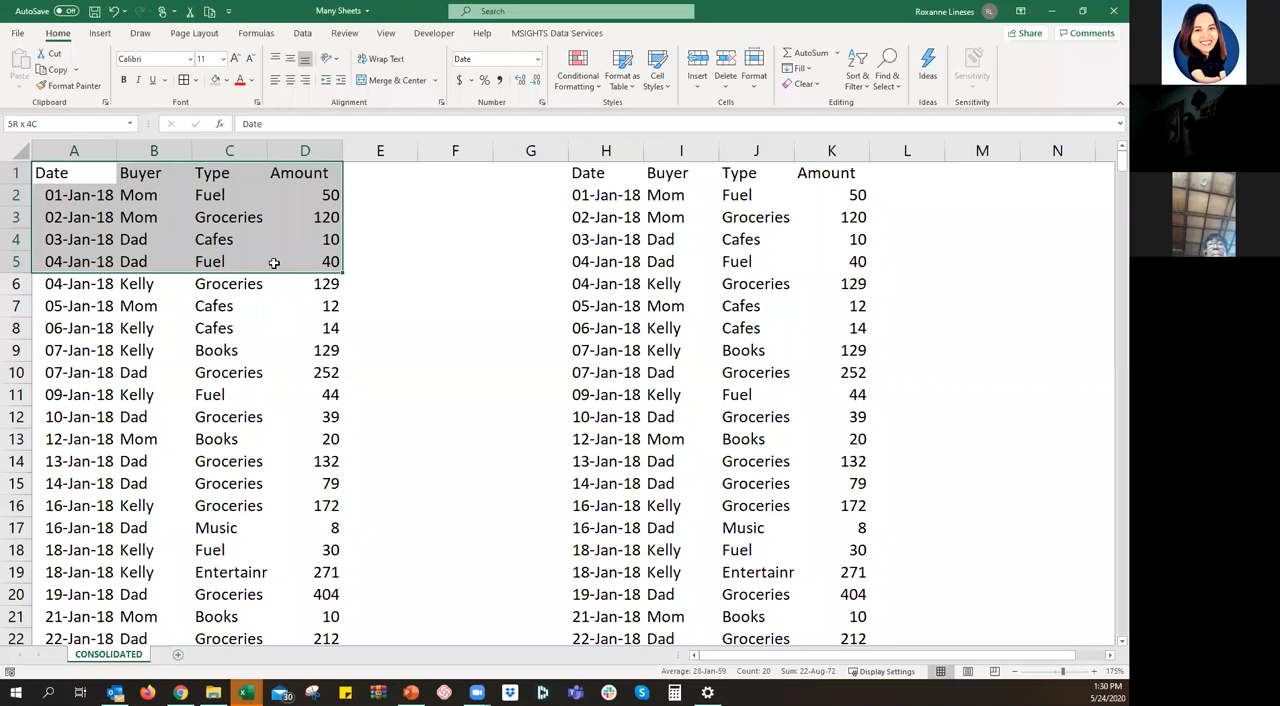 AutoSave Off Many Sheets Search Roxanne Lineses RL
File Home Insert Draw Page Layout Formulas Data Review View Developer Help MSIGHTS Data Services Share Comments
Cut
Copy
Format Painter
Paste
Clipboard
Calibri 11
B I U
Font
Wrap Text
Merge & Center
Alignment
Date
$ % ,
Number
Conditional Formatting
Format as Table
Cell Styles
Styles
Insert
Delete
Format
Cells
AutoSum
Fill
Clear
Sort & Filter
Find & Select
Editing
Ideas
Ideas
Sensitivity
Sensitivity
5R x 4C fx Date
A B C D E F G H I J K L M N
1 Date Buyer Type Amount Date Buyer Type Amount
2 01-Jan-18 Mom Fuel 50 01-Jan-18 Mom Fuel 50
3 02-Jan-18 Mom Groceries 120 02-Jan-18 Mom Groceries 120
4 03-Jan-18 Dad Cafes 10 03-Jan-18 Dad Cafes 10
5 04-Jan-18 Dad Fuel 40 04-Jan-18 Dad Fuel 40
6 04-Jan-18 Kelly Groceries 129 04-Jan-18 Kelly Groceries 129
7 05-Jan-18 Mom Cafes 12 05-Jan-18 Mom Cafes 12
8 06-Jan-18 Kelly Cafes 14 06-Jan-18 Kelly Cafes 14
9 07-Jan-18 Kelly Books 129 07-Jan-18 Kelly Books 129
10 07-Jan-18 Dad Groceries 252 07-Jan-18 Dad Groceries 252
11 09-Jan-18 Kelly Fuel 44 09-Jan-18 Kelly Fuel 44
12 10-Jan-18 Dad Groceries 39 10-Jan-18 Dad Groceries 39
13 12-Jan-18 Mom Books 20 12-Jan-18 Mom Books 20
14 13-Jan-18 Dad Groceries 132 13-Jan-18 Dad Groceries 132
15 14-Jan-18 Dad Groceries 79 14-Jan-18 Dad Groceries 79
16 16-Jan-18 Kelly Groceries 172 16-Jan-18 Kelly Groceries 172
17 16-Jan-18 Dad Music 8 16-Jan-18 Dad Music 8
18 18-Jan-18 Kelly Fuel 30 18-Jan-18 Kelly Fuel 30
19 18-Jan-18 Kelly Entertainr 271 18-Jan-18 Kelly Entertainr 271
20 19-Jan-18 Dad Groceries 404 19-Jan-18 Dad Groceries 404
21 21-Jan-18 Mom Books 10 21-Jan-18 Mom Books 10
22 22-Jan-18 Dad Groceries 212 22-Jan-18 Dad Groceries 212
CONSOLIDATED
Average: 28-Jan-59 Count: 20 Sum: 22-Aug-72 Display Settings 175%
30
1:30 PM
5/24/2020